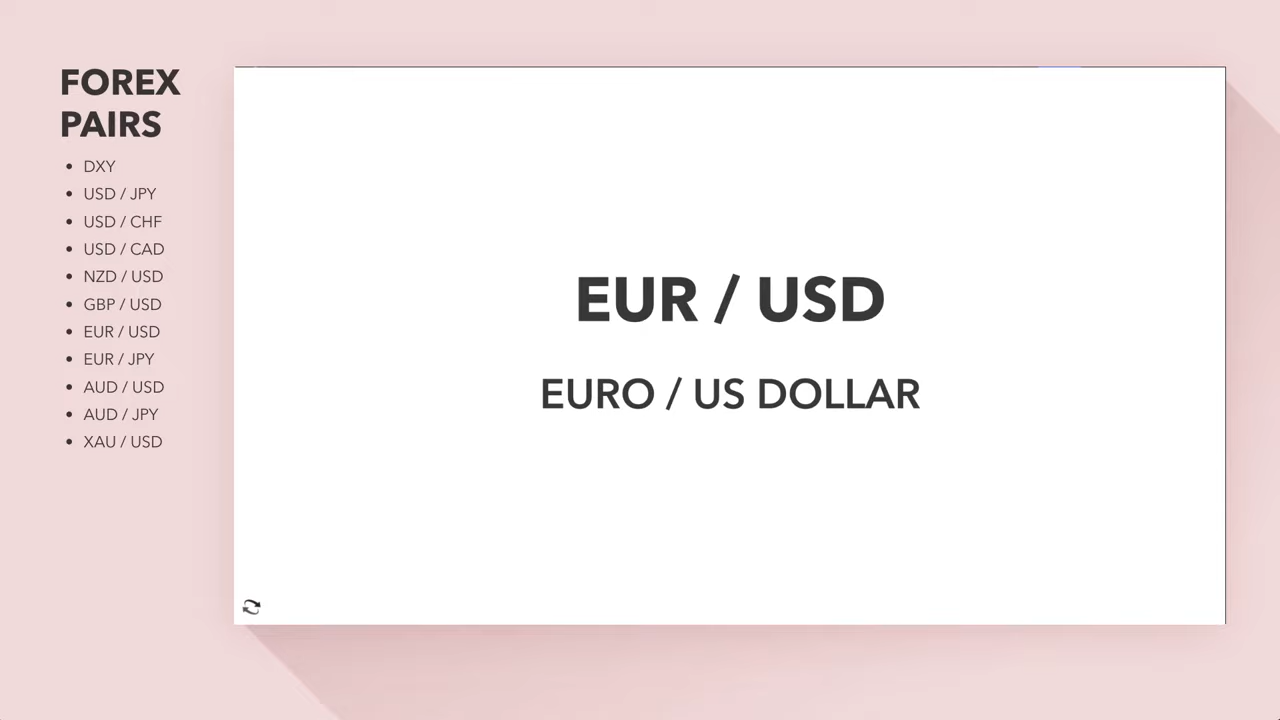 FOREX
PAIRS
• DXY
• USD / JPY
• USD / CHF
• USD / CAD
• NZD / USD
• GBP / USD
• EUR / USD
• EUR / JPY
• AUD / USD
• AUD / JPY
• XAU / USD
EUR / USD
EURO / US DOLLAR